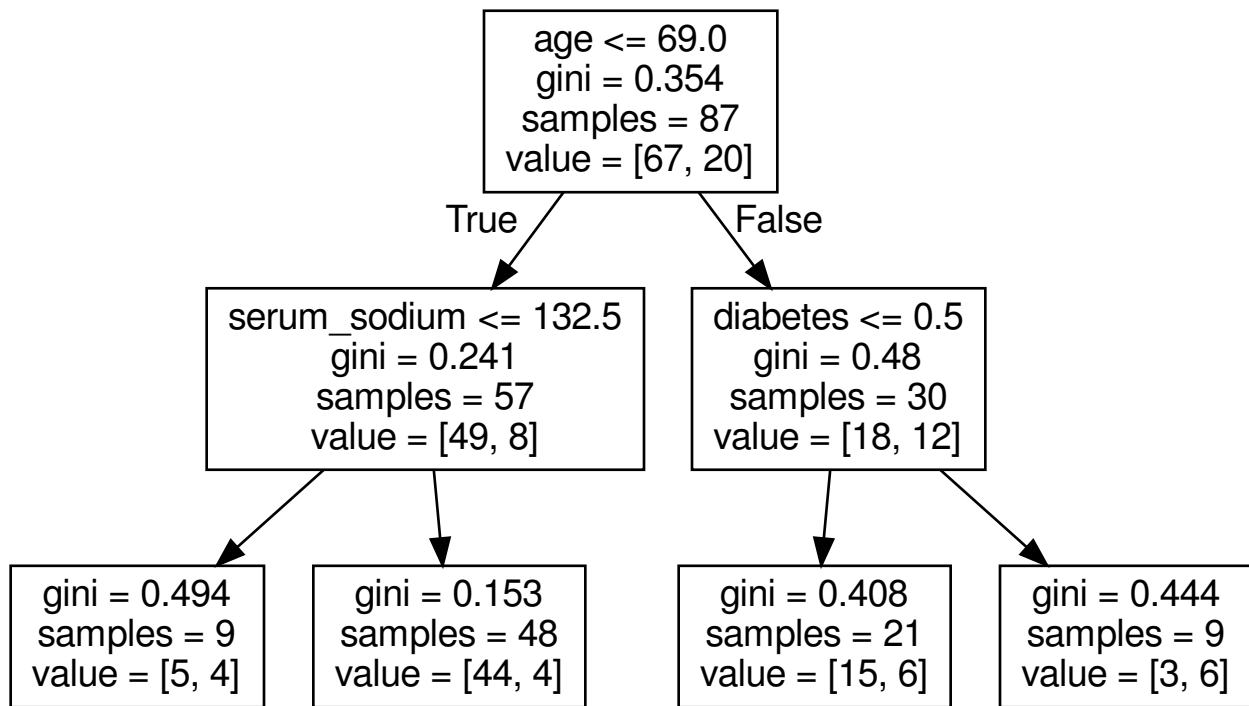 age <= 69.0
gini = 0.354
samples = 87
value = [67, 20]
True
False
serum_sodium <= 132.5
gini = 0.241
samples = 57
value = [49, 8]
diabetes <= 0.5
gini = 0.48
samples = 30
value = [18, 12]
gini = 0.494
samples = 9
value = [5, 4]
gini = 0.153
samples = 48
value = [44, 4]
gini = 0.408
samples = 21
value = [15, 6]
gini = 0.444
samples = 9
value = [3, 6]